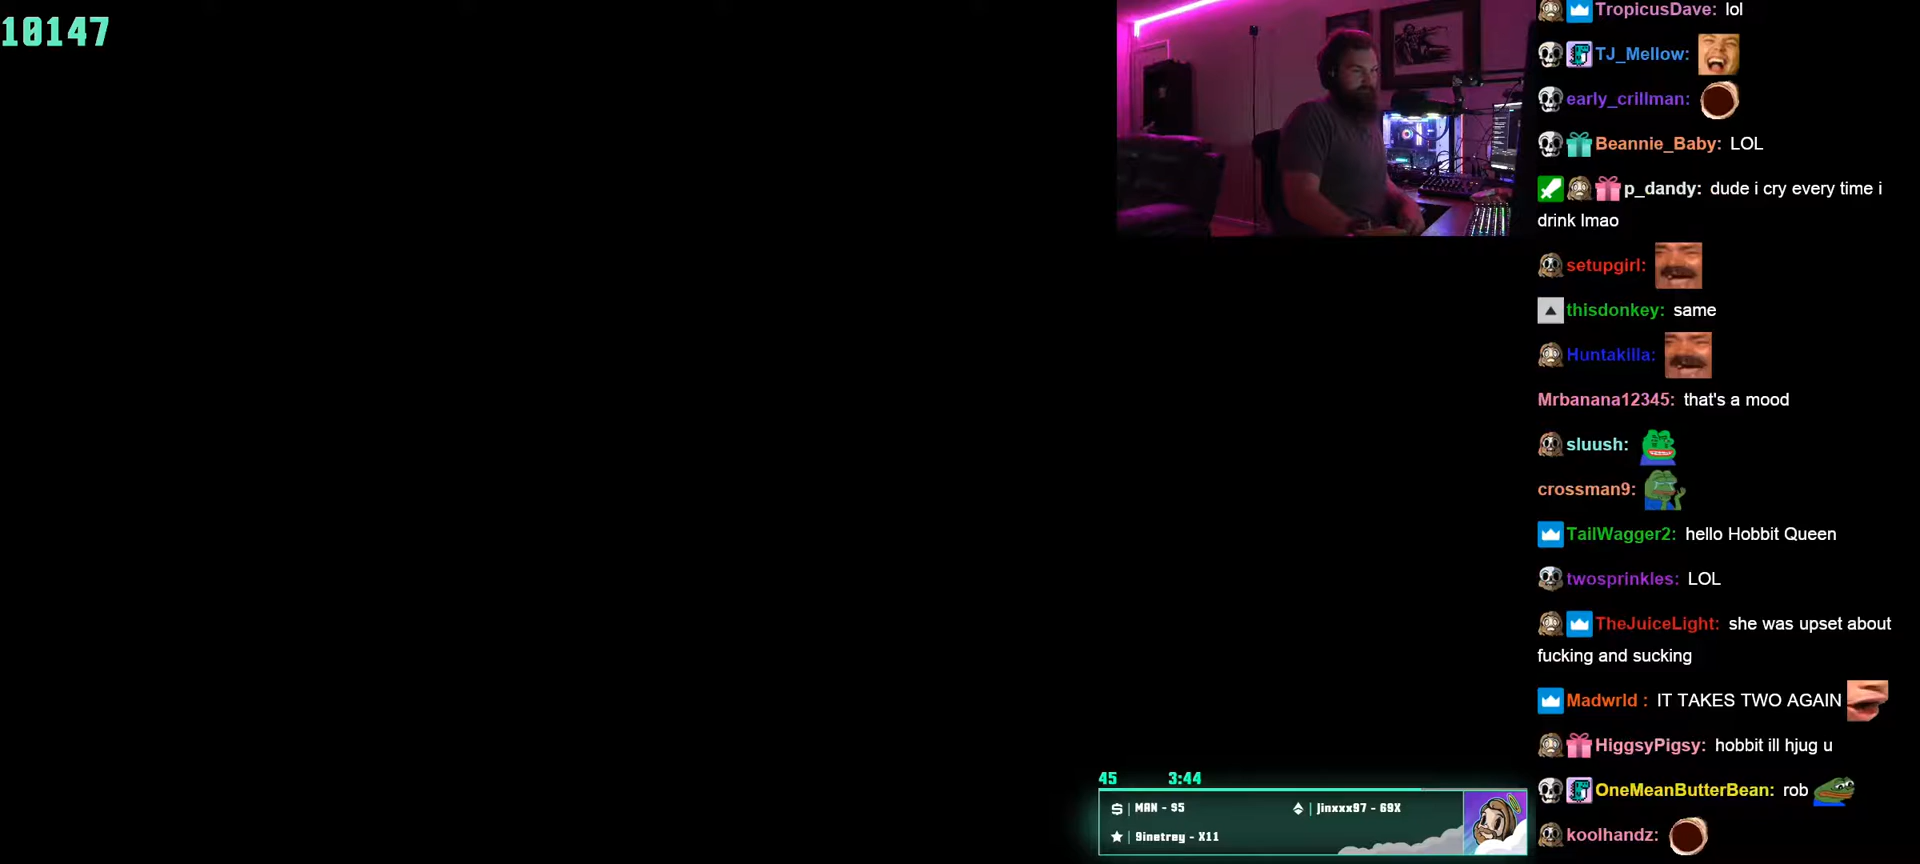 10147
TropicusDave: lol
TJ_Mellow:
early_crillman:
Beannie_Baby: LOL
p_dandy: dude i cry every time i
drink lmao
setupgirl:
thisdonkey: same
Huntakilla:
Mrbanana12345: that's a mood
sluush:
crossman9:
TailWagger2: hello Hobbit Queen
twosprinkles: LOL
TheJuiceLight: she was upset about
fucking and sucking
Madwrld : IT TAKES TWO AGAIN
HiggsyPigsy: hobbit ill hjug u
OneMeanButterBean: rob
koolhandz:
45 3:44
MAN - 95 Jinxxx97 - 69X
9inetrey - X11